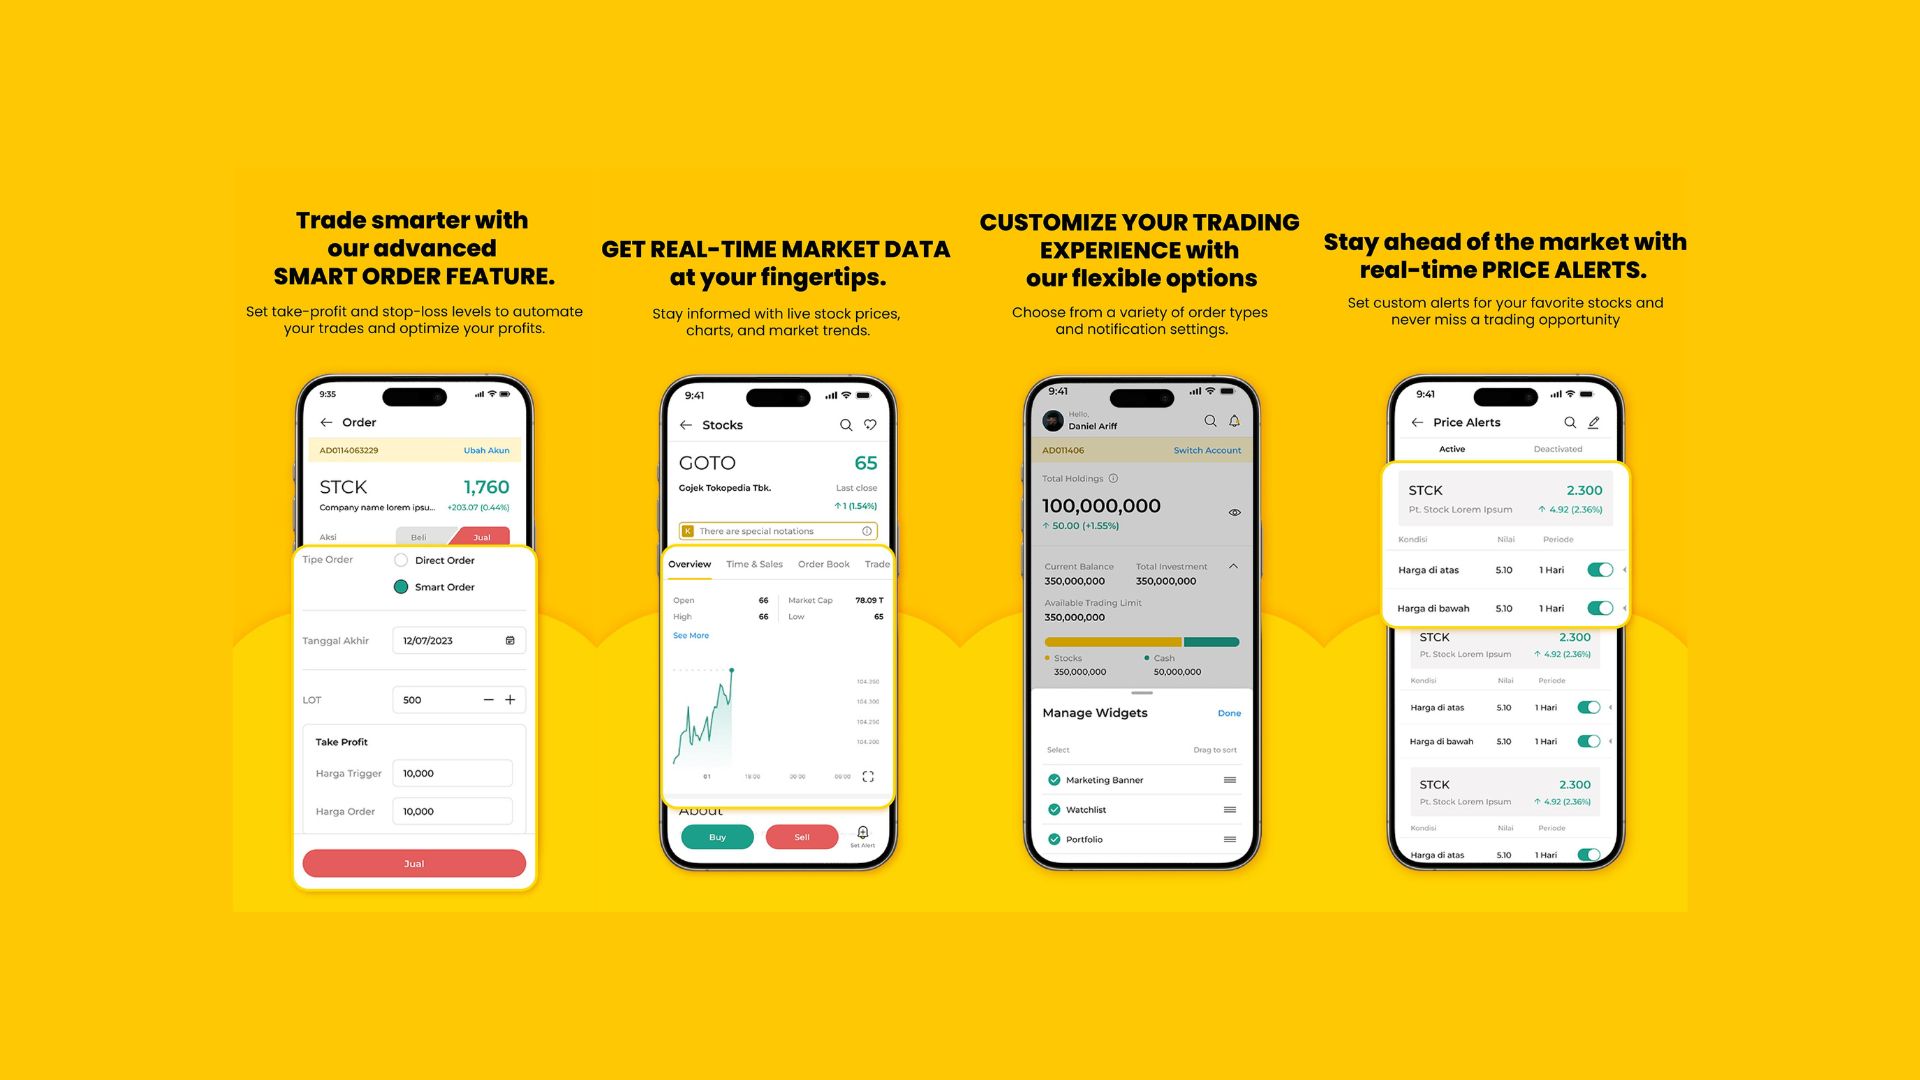 Trade smarter with
our advanced
SMART ORDER FEATURE.
Set take-profit and stop-loss levels to automate
your trades and optimize your profits.
9:35
Order
AD0114063229 Ubah Akun
STCK 1,760
Company name lorem ipsu... +203.07 (0.44%)
Aksi Beli Jual
Tipe Order Direct Order
Smart Order
Tanggal Akhir 12/07/2023
LOT 500
Take Profit
Harga Trigger 10,000
Harga Order 10,000
Jual
GET REAL-TIME MARKET DATA
at your fingertips.
Stay informed with live stock prices,
charts, and market trends.
9:41
Stocks
GOTO 65
Gojek Tokopedia Tbk. Last close
↑ 1 (1.54%)
K There are special notations
Overview Time & Sales Order Book Trade
Open 66 Market Cap 78.09 T
High 66 Low 65
See More
104.350
104.300
104.250
104.200
01 18:00 00:00 06:00
About
Buy Sell Set Alert
CUSTOMIZE YOUR TRADING
EXPERIENCE with
our flexible options
Choose from a variety of order types
and notification settings.
9:41
Hello,
Daniel Ariff
AD011406 Switch Account
Total Holdings
100,000,000
↑ 50.00 (+1.55%)
Current Balance Total Investment
350,000,000 350,000,000
Available Trading Limit
350,000,000
Stocks Cash
350,000,000 50,000,000
Manage Widgets Done
Select Drag to sort
Marketing Banner
Watchlist
Portfolio
Stay ahead of the market with
real-time PRICE ALERTS.
Set custom alerts for your favorite stocks and
never miss a trading opportunity
9:41
Price Alerts
Active Deactivated
STCK 2.300
Pt. Stock Lorem Ipsum ↑ 4.92 (2.36%)
Kondisi Nilai Periode
Harga di atas 5.10 1 Hari
Harga di bawah 5.10 1 Hari
STCK 2.300
Pt. Stock Lorem Ipsum ↑ 4.92 (2.36%)
Kondisi Nilai Periode
Harga di atas 5.10 1 Hari
Harga di bawah 5.10 1 Hari
STCK 2.300
Pt. Stock Lorem Ipsum ↑ 4.92 (2.36%)
Kondisi Nilai Periode
Harga di atas 5.10 1 Hari